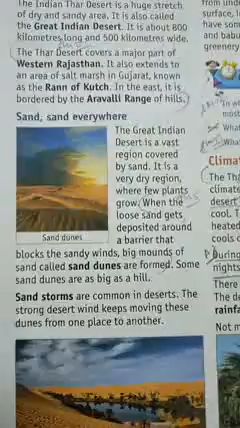 The Indian Thar Desert is a huge stretch
of dry and sandy area. It is also called
the Great Indian Desert. It is about 800
kilometres long and 500 kilometres wide.
The Thar Desert covers a major part of
Western Rajasthan. It also extends to
an area of salt marsh in Gujarat, known
as the Rann of Kutch. In the east, it is
bordered by the Aravalli Range of hills.
Sand, sand everywhere
The Great Indian
Desert is a vast
region covered
by sand. It is a
very dry region,
where few plants
grow. When the
loose sand gets
deposited around
a barrier that
Sand dunes
blocks the sandy winds, big mounds of
sand called sand dunes are formed. Some
sand dunes are as big as a hill.
Sand storms are common in deserts. The
strong desert wind keeps moving these
dunes from one place to another.
from
surface,
have som
and
greenery
In
most
What
What
The
climate
desert
cool. T
heated
cools
During
nights
There
The de
rainfa
Not m